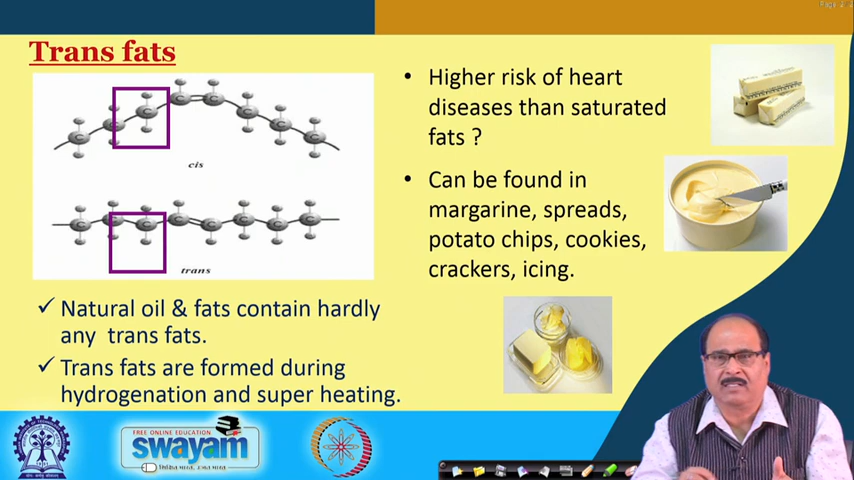 Trans fats
cis
trans
✓ Natural oil & fats contain hardly
any trans fats.
✓ Trans fats are formed during
hydrogenation and super heating.
• Higher risk of heart
diseases than saturated
fats ?
• Can be found in
margarine, spreads,
potato chips, cookies,
crackers, icing.
FREE ONLINE EDUCATION
swayam